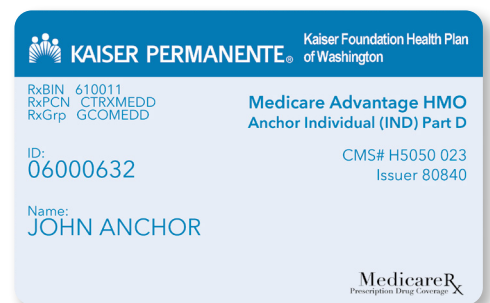 KAISER PERMANENTE®
Kaiser Foundation Health Plan
of Washington
RxBIN 610011
RxPCN CTRXMEDD
RxGrp GCOMEDD
Medicare Advantage HMO
Anchor Individual (IND) Part D
ID:
06000632
CMS# H5050 023
Issuer 80840
Name:
JOHN ANCHOR
MedicareRx
Prescription Drug Coverage